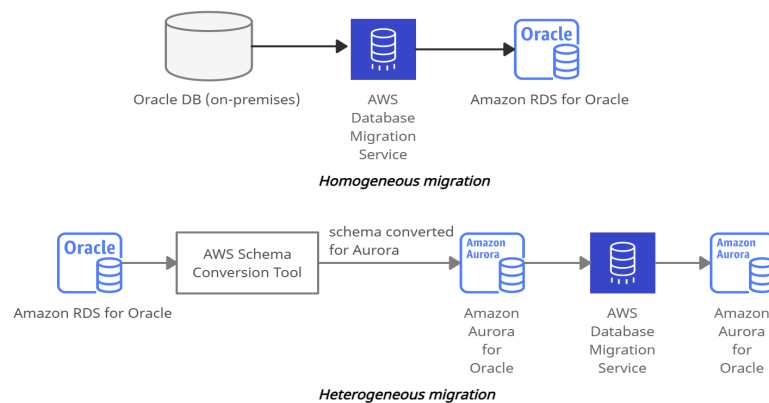 Oracle
Oracle DB (on-premises)
AWS
Database
Migration
Service
Amazon RDS for Oracle
Homogeneous migration
Oracle
Amazon RDS for Oracle
AWS Schema
Conversion Tool
schema converted
for Aurora
Amazon
Aurora
Amazon
Aurora
for
Oracle
AWS
Database
Migration
Service
Amazon
Aurora
Amazon
Aurora
for
Oracle
Heterogeneous migration